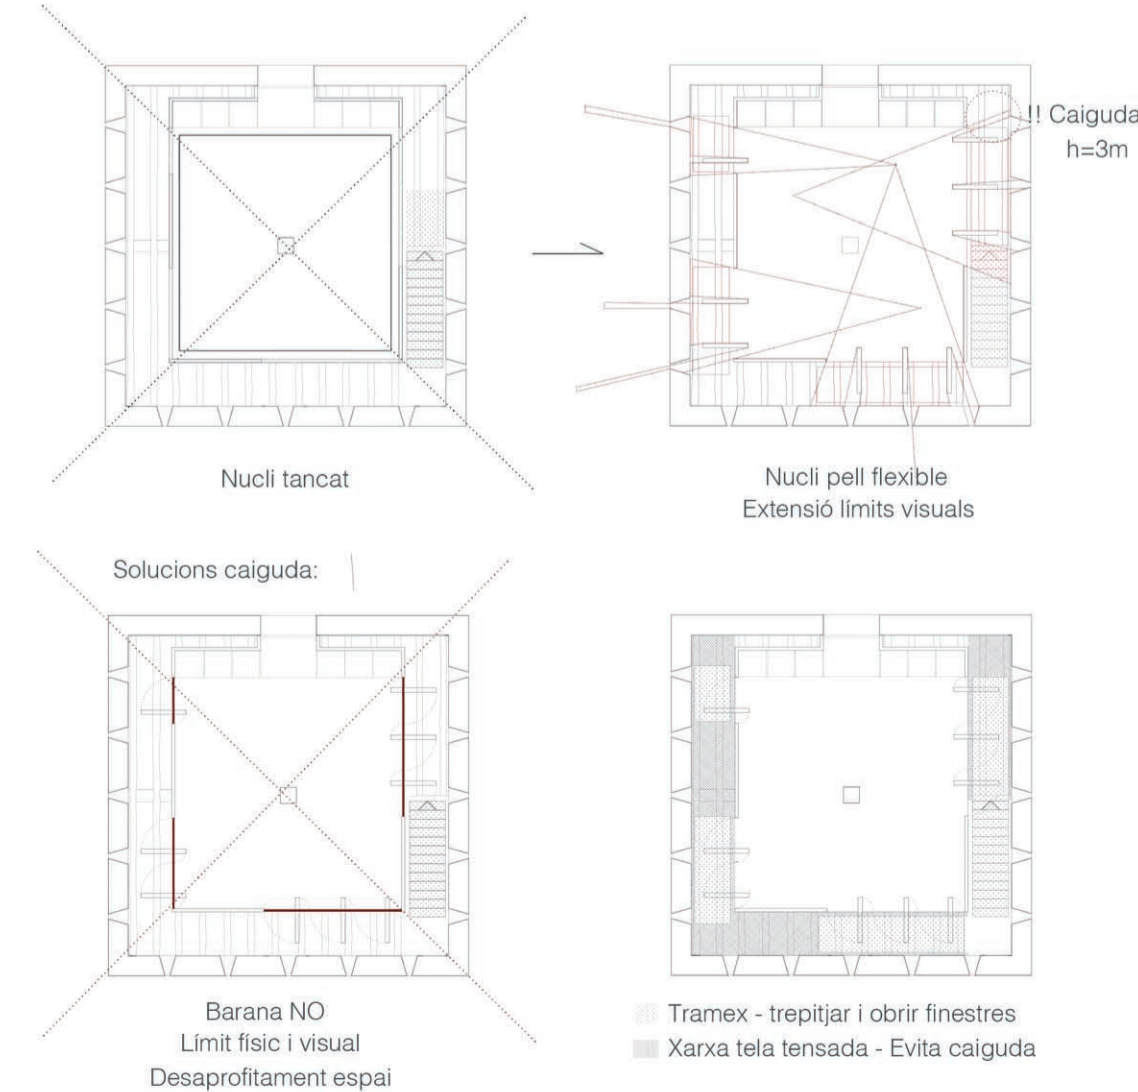 !! Caiguda
h=3m
Nucli tancat
Nucli pell flexible
Extensió límits visuals
Solucions caiguda:
Barana NO
Límit físic i visual
Desaprofitament espai
Tramex - trepitjar i obrir finestres
Xarxa tela tensada - Evita caiguda